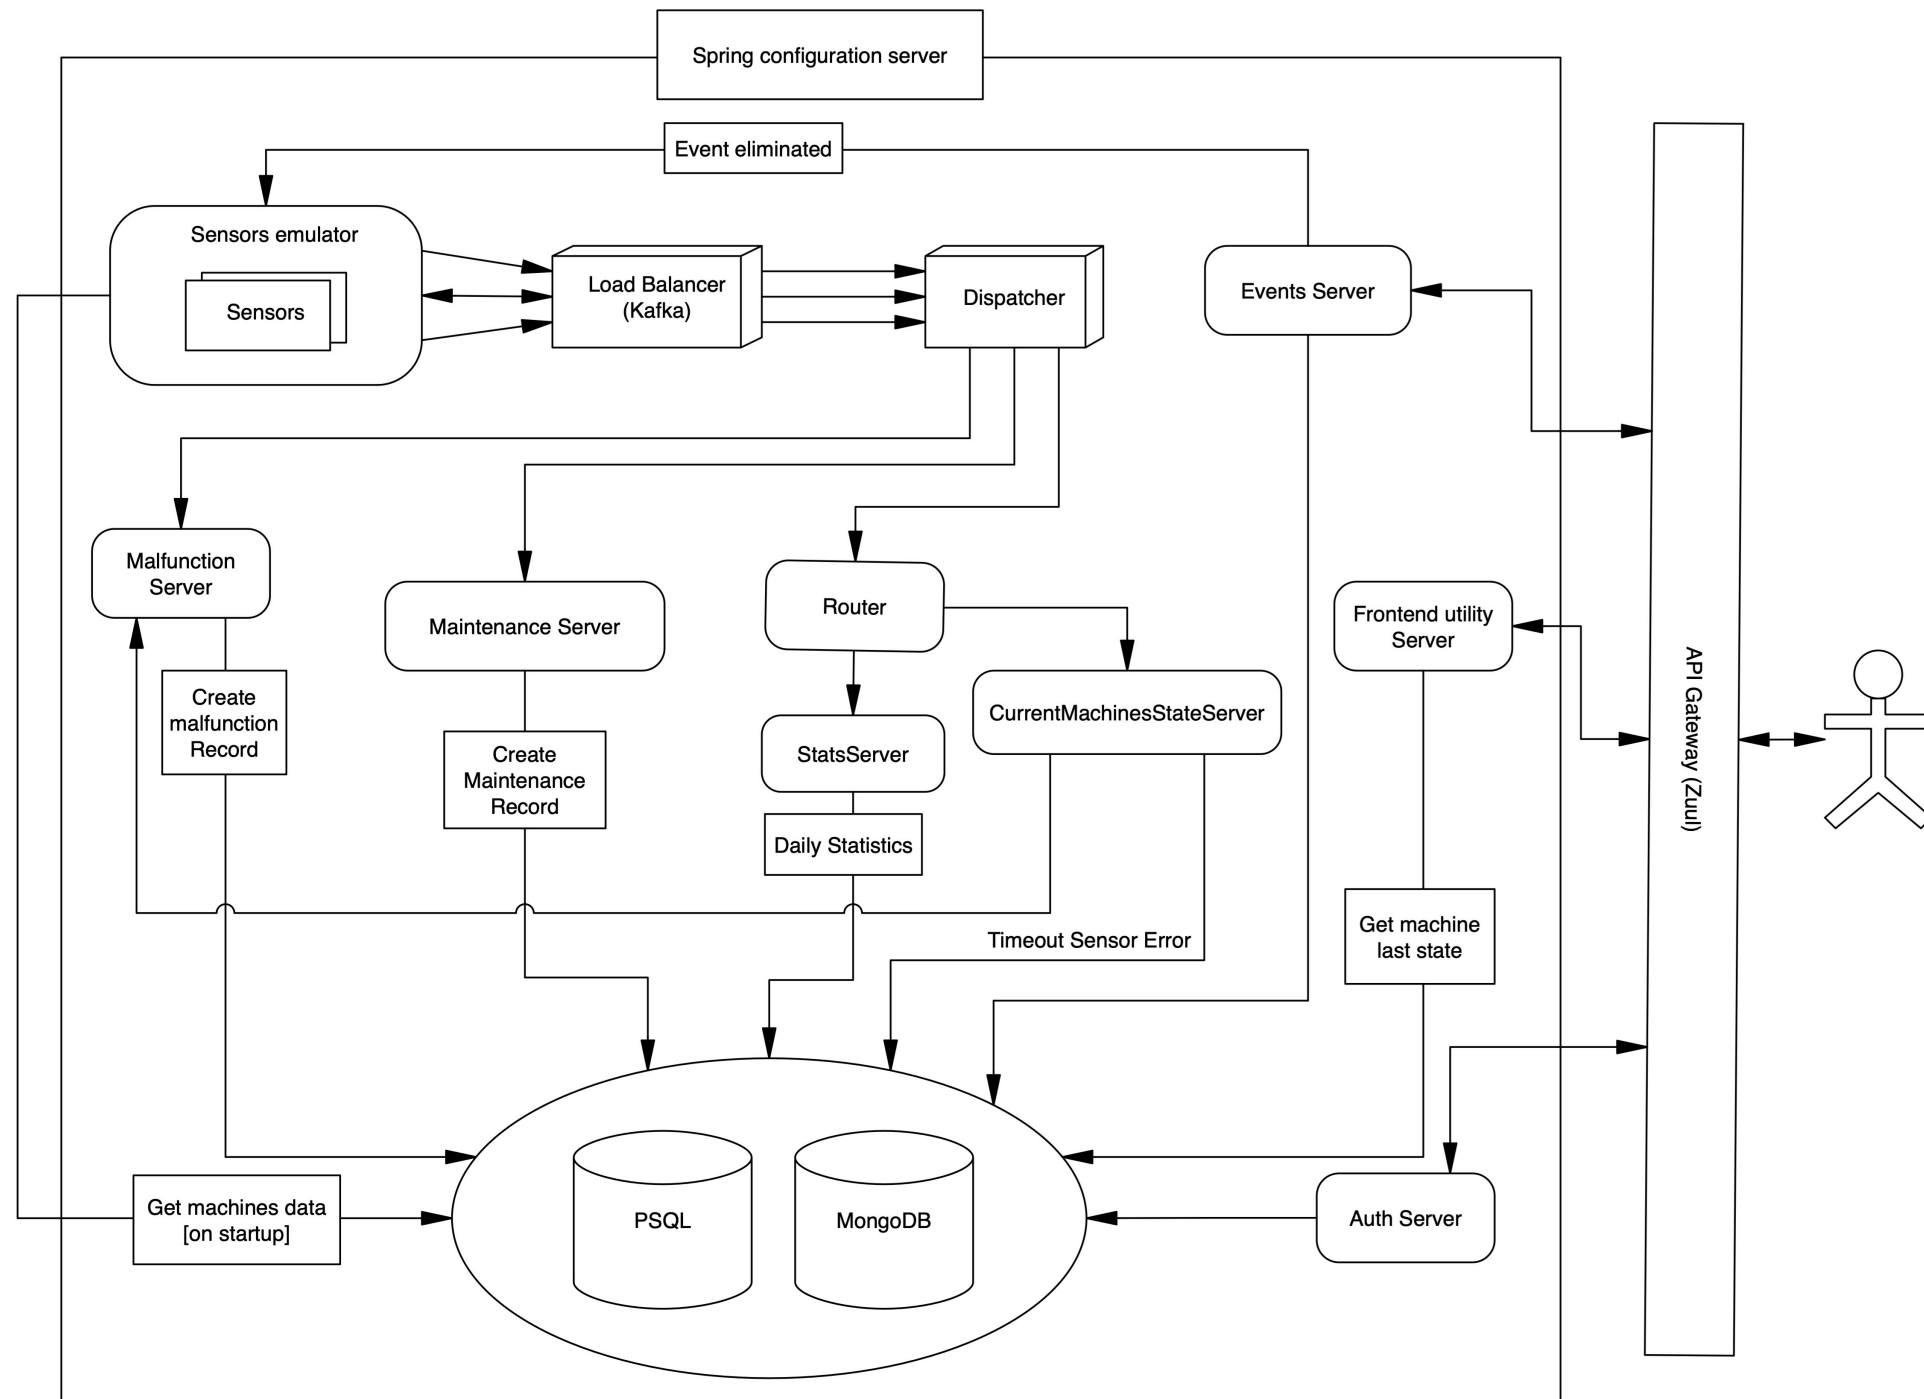 Spring configuration server
Event eliminated
Sensors emulator
Sensors
Load Balancer
(Kafka)
Dispatcher
Events Server
Malfunction
Server
Maintenance Server
Router
Frontend utility
Server
API Gateway (Zuul)
Create
malfunction
Record
CurrentMachinesStateServer
Create
Maintenance
Record
StatsServer
Daily Statistics
Timeout Sensor Error
Get machine
last state
Get machines data
[on startup]
PSQL
MongoDB
Auth Server